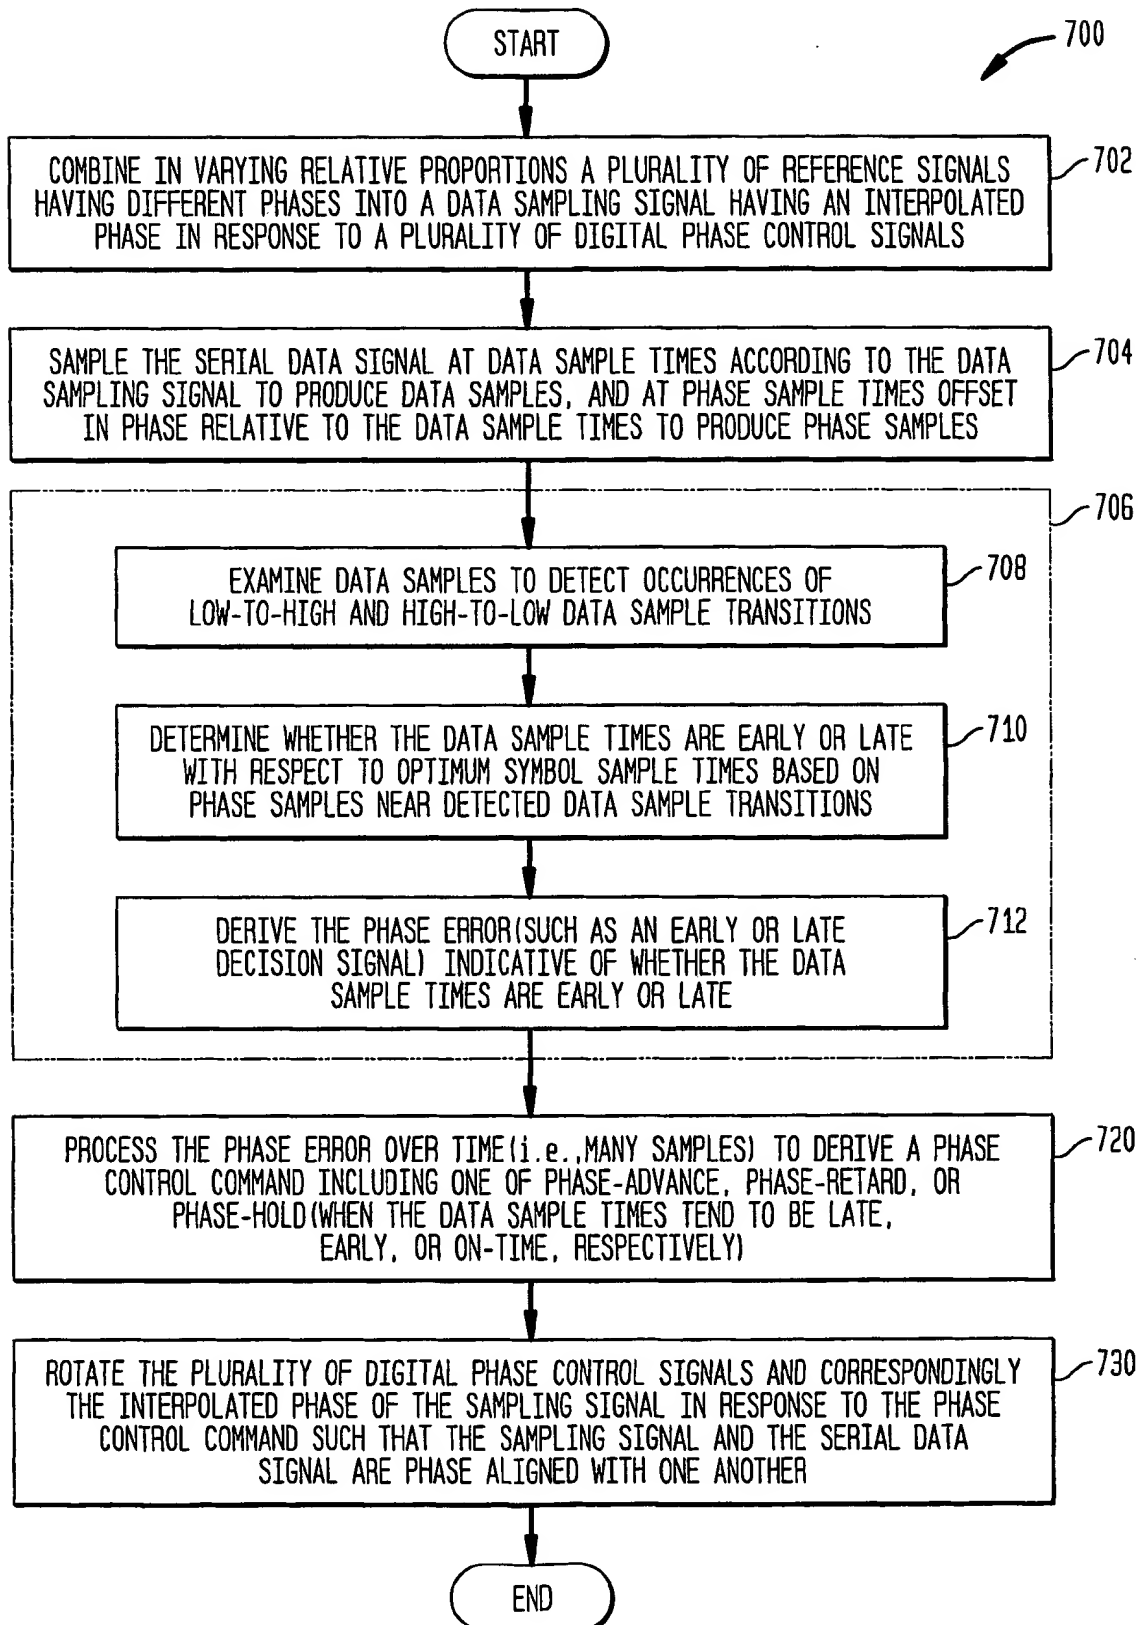 START
700
COMBINE IN VARYING RELATIVE PROPORTIONS A PLURALITY OF REFERENCE SIGNALS
HAVING DIFFERENT PHASES INTO A DATA SAMPLING SIGNAL HAVING AN INTERPOLATED
PHASE IN RESPONSE TO A PLURALITY OF DIGITAL PHASE CONTROL SIGNALS
702
SAMPLE THE SERIAL DATA SIGNAL AT DATA SAMPLE TIMES ACCORDING TO THE DATA
SAMPLING SIGNAL TO PRODUCE DATA SAMPLES, AND AT PHASE SAMPLE TIMES OFFSET
IN PHASE RELATIVE TO THE DATA SAMPLE TIMES TO PRODUCE PHASE SAMPLES
704
706
EXAMINE DATA SAMPLES TO DETECT OCCURRENCES OF
LOW-TO-HIGH AND HIGH-TO-LOW DATA SAMPLE TRANSITIONS
708
DETERMINE WHETHER THE DATA SAMPLE TIMES ARE EARLY OR LATE
WITH RESPECT TO OPTIMUM SYMBOL SAMPLE TIMES BASED ON
PHASE SAMPLES NEAR DETECTED DATA SAMPLE TRANSITIONS
710
DERIVE THE PHASE ERROR(SUCH AS AN EARLY OR LATE
DECISION SIGNAL) INDICATIVE OF WHETHER THE DATA
SAMPLE TIMES ARE EARLY OR LATE
712
PROCESS THE PHASE ERROR OVER TIME(i.e.,MANY SAMPLES) TO DERIVE A PHASE
CONTROL COMMAND INCLUDING ONE OF PHASE-ADVANCE, PHASE-RETARD, OR
PHASE-HOLD(WHEN THE DATA SAMPLE TIMES TEND TO BE LATE,
EARLY, OR ON-TIME, RESPECTIVELY)
720
ROTATE THE PLURALITY OF DIGITAL PHASE CONTROL SIGNALS AND CORRESPONDINGLY
THE INTERPOLATED PHASE OF THE SAMPLING SIGNAL IN RESPONSE TO THE PHASE
CONTROL COMMAND SUCH THAT THE SAMPLING SIGNAL AND THE SERIAL DATA
SIGNAL ARE PHASE ALIGNED WITH ONE ANOTHER
730
END